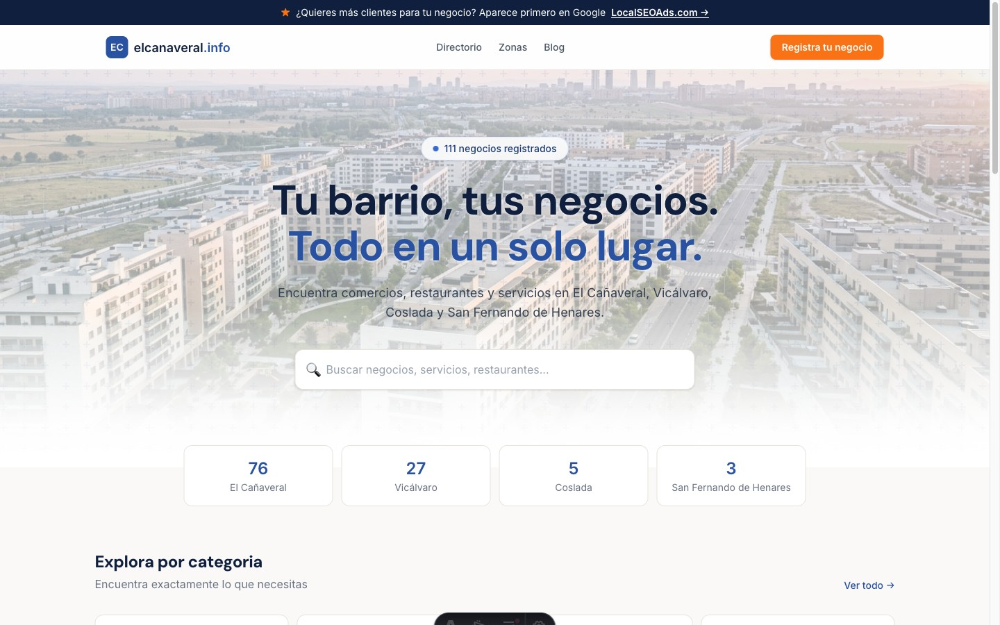 ¿Quieres más clientes para tu negocio? Aparece primero en Google LocalSEOAds.com →
EC elcanaveral.info
Directorio Zonas Blog
Registra tu negocio
111 negocios registrados
Tu barrio, tus negocios.
Todo en un solo lugar.
Encuentra comercios, restaurantes y servicios en El Cañaveral, Vicálvaro,
Coslada y San Fernando de Henares.
Buscar negocios, servicios, restaurantes...
76
El Cañaveral
27
Vicálvaro
5
Coslada
3
San Fernando de Henares
Explora por categoria
Encuentra exactamente lo que necesitas
Ver todo →